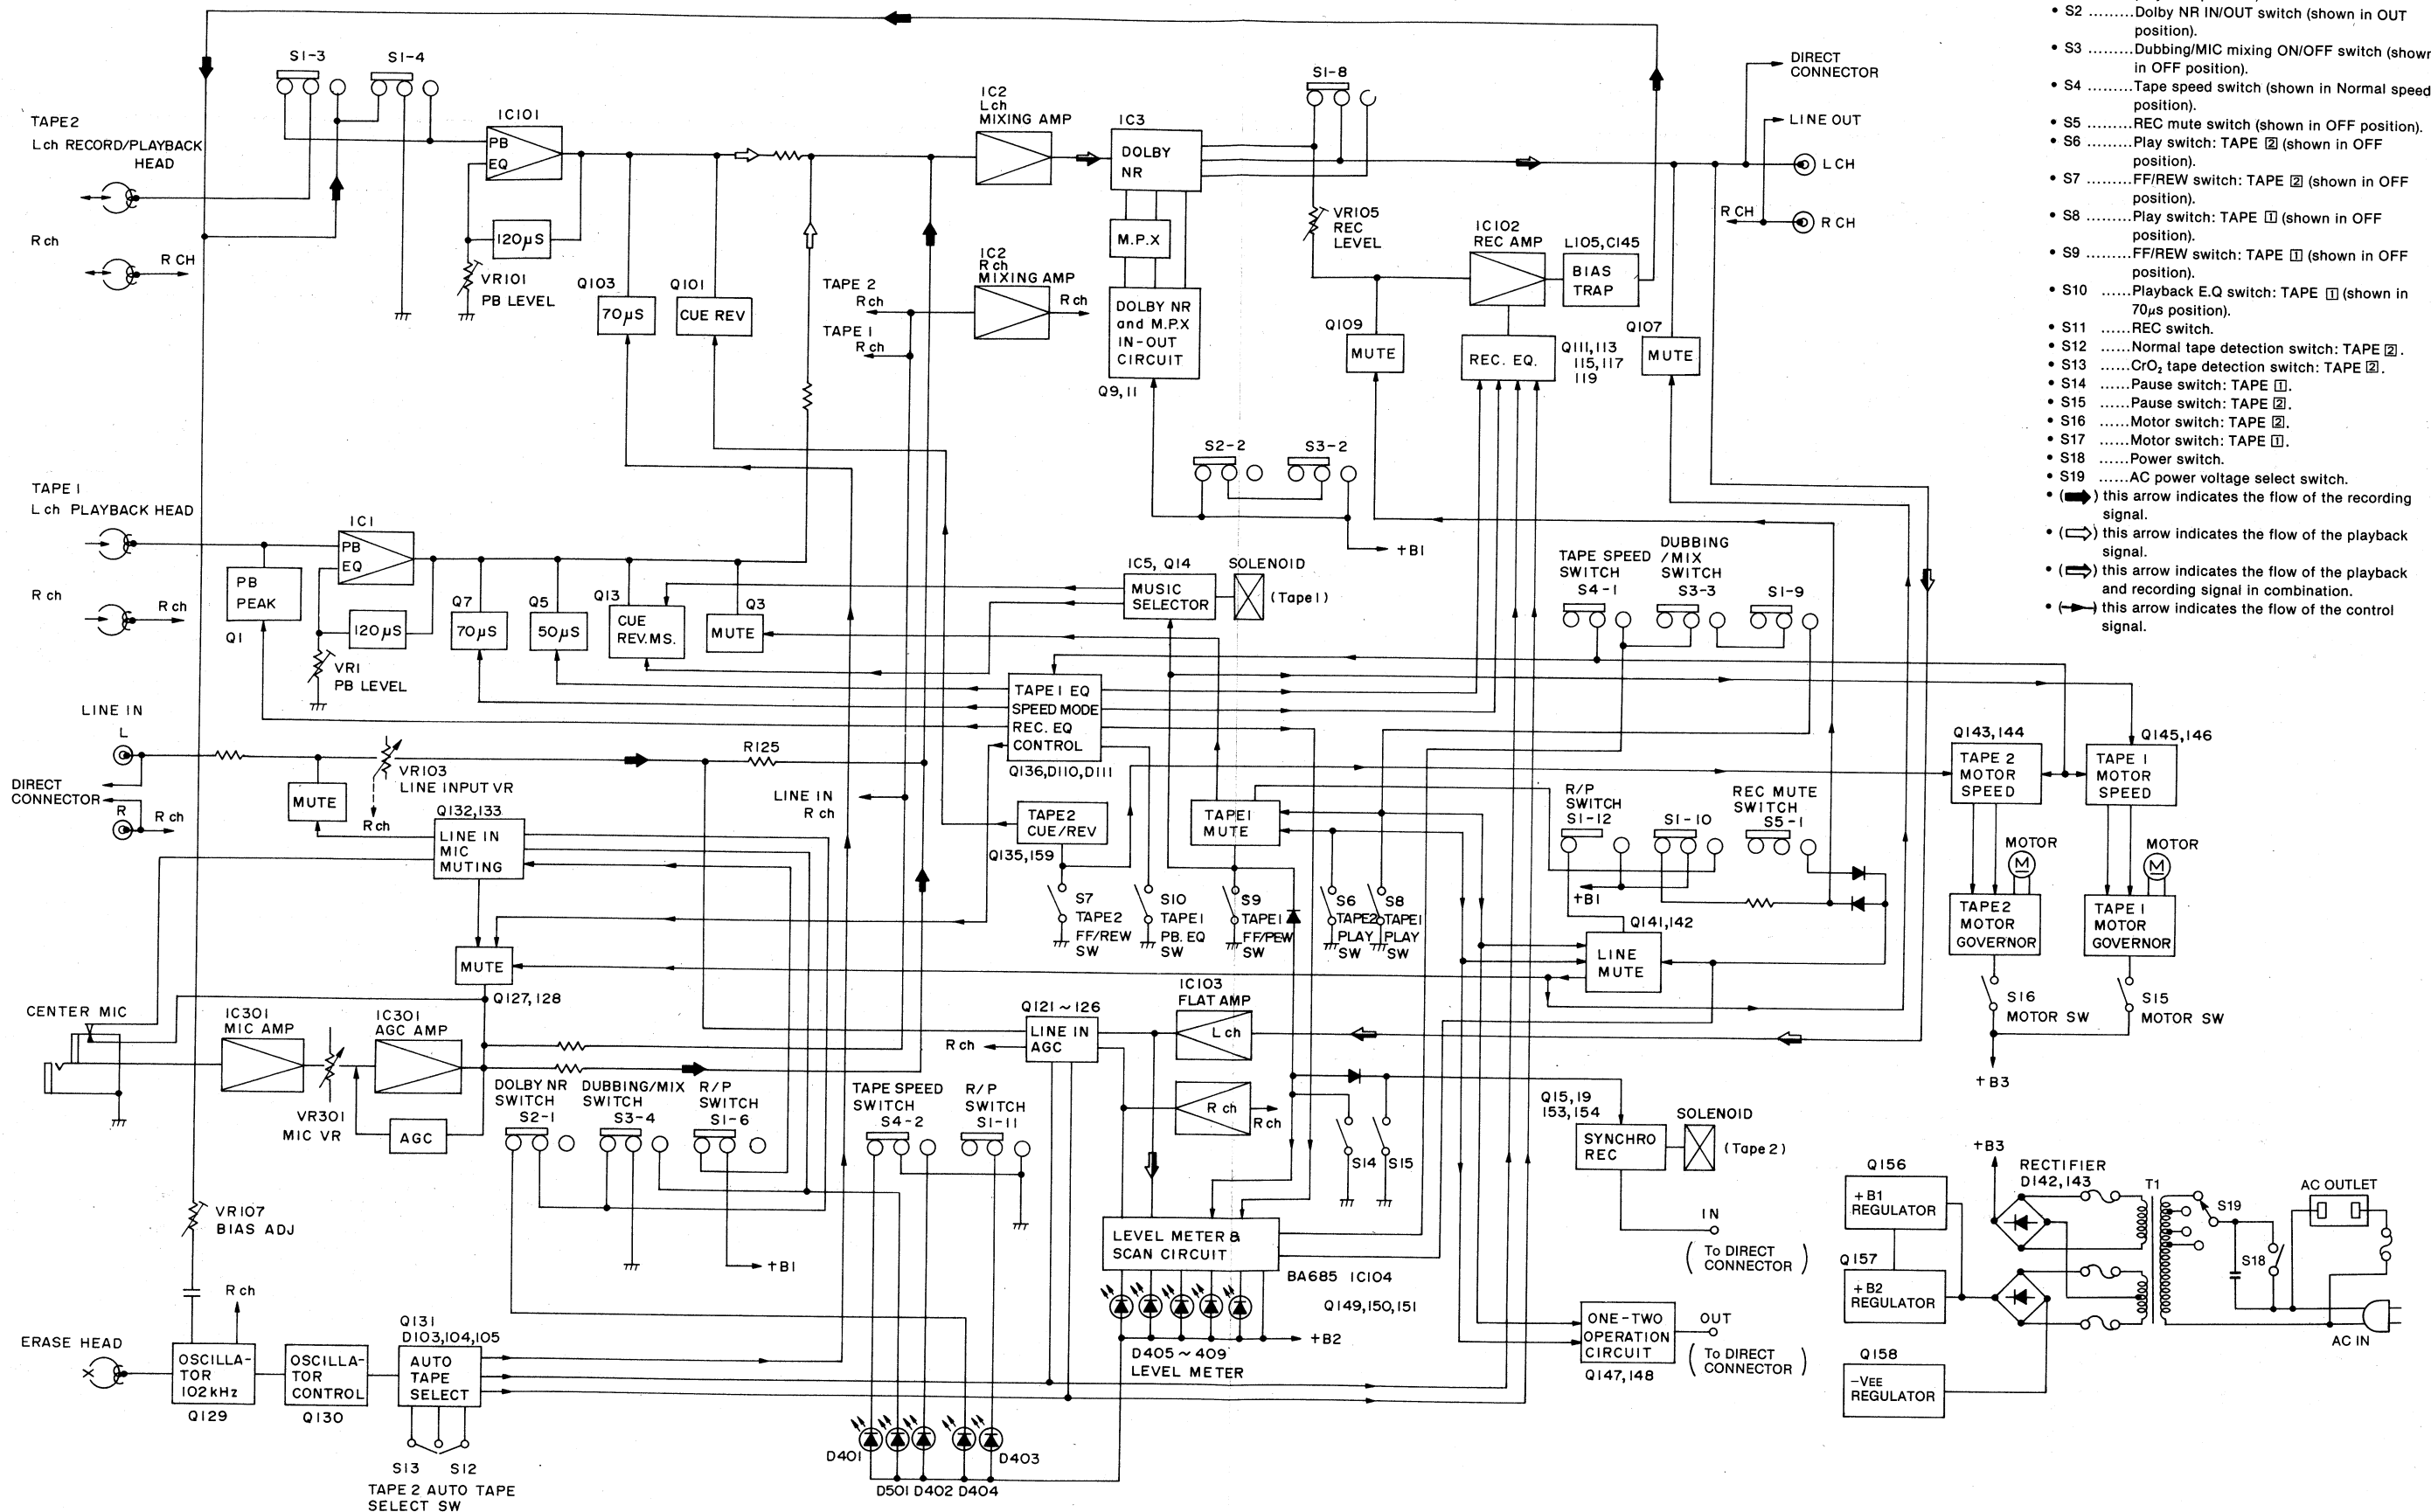 • S2 .........Dolby NR IN/OUT switch (shown in OUT
position).
• S3 .........Dubbing/MIC mixing ON/OFF switch (shown
in OFF position).
• S4 .........Tape speed switch (shown in Normal speed
position).
• S5 .........REC mute switch (shown in OFF position).
• S6 .........Play switch: TAPE 2 (shown in OFF
position).
• S7 .........FF/REW switch: TAPE 2 (shown in OFF
position).
• S8 .........Play switch: TAPE 1 (shown in OFF
position).
• S9 .........FF/REW switch: TAPE 1 (shown in OFF
position).
• S10 ......Playback E.Q switch: TAPE 1 (shown in
70μs position).
• S11 ......REC switch.
• S12 ......Normal tape detection switch: TAPE 2.
• S13 ......CrO₂ tape detection switch: TAPE 2.
• S14 ......Pause switch: TAPE 1.
• S15 ......Pause switch: TAPE 2.
• S16 ......Motor switch: TAPE 2.
• S17 ......Motor switch: TAPE 1.
• S18 ......Power switch.
• S19 ......AC power voltage select switch.
• ( ) this arrow indicates the flow of the recording
signal.
• ( ) this arrow indicates the flow of the playback
signal.
• ( ) this arrow indicates the flow of the playback
and recording signal in combination.
• ( ) this arrow indicates the flow of the control
signal.
S1-3
S1-4
TAPE2
L ch RECORD/PLAYBACK
HEAD
R ch
R CH
IC101
PB
EQ
120μS
VR101
PB LEVEL
Q103
70μS
Q101
CUE REV
IC2
L ch
MIXING AMP
IC2
R ch
MIXING AMP
R ch
TAPE 2
R ch
TAPE 1
R ch
IC3
DOLBY
NR
M.P.X
DOLBY NR
and M.P.X
IN-OUT
CIRCUIT
Q9,11
S1-8
VR105
REC
LEVEL
IC102
REC AMP
L105,C145
BIAS
TRAP
Q109
MUTE
REC. EQ.
Q111,113
115,117
119
Q107
MUTE
DIRECT
CONNECTOR
LINE OUT
L CH
R CH
R CH
S2-2
S3-2
+B1
TAPE 1
L ch PLAYBACK HEAD
R ch
R ch
IC1
PB
EQ
PB
PEAK
Q1
120μS
VR1
PB LEVEL
Q7
70μS
Q5
50μS
Q13
CUE
REV.MS.
Q3
MUTE
IC5, Q14
MUSIC
SELECTOR
SOLENOID
(Tape1)
TAPE SPEED
SWITCH
S4-1
DUBBING
/MIX
SWITCH
S3-3
S1-9
TAPE 1 EQ
SPEED MODE
REC. EQ
CONTROL
Q136,D110,D111
LINE IN
L
DIRECT
CONNECTOR
R
R ch
MUTE
VR103
LINE INPUT VR
R ch
R125
LINE IN
R ch
Q132,133
LINE IN
MIC
MUTING
TAPE2
CUE/REV
Q135,159
TAPE1
MUTE
S7
TAPE2
FF/REW
SW
S10
TAPE1
PB. EQ
SW
S9
TAPE1
FF/PEW
SW
S6
TAPE2
PLAY
SW
S8
TAPE1
PLAY
SW
R/P
SWITCH
S1-12
S1-10
REC MUTE
SWITCH
S5-1
+B1
Q141,142
LINE
MUTE
Q143,144
TAPE 2
MOTOR
SPEED
Q145,146
TAPE 1
MOTOR
SPEED
MOTOR
M
MOTOR
M
TAPE2
MOTOR
GOVERNOR
TAPE 1
MOTOR
GOVERNOR
S16
MOTOR SW
S15
MOTOR SW
+B3
MUTE
Q127,128
CENTER MIC
IC301
MIC AMP
VR301
MIC VR
IC301
AGC AMP
AGC
Q121~126
LINE IN
AGC
R ch
IC103
FLAT AMP
L ch
R ch
R ch
DOLBY NR
SWITCH
S2-1
DUBBING/MIX
SWITCH
S3-4
R/P
SWITCH
S1-6
+B1
TAPE SPEED
SWITCH
S4-2
R/P
SWITCH
S1-11
S14
S15
Q15,19
153,154
SYNCHRO
REC
SOLENOID
(Tape 2)
IN
(To DIRECT
CONNECTOR)
LEVEL METER &
SCAN CIRCUIT
BA685 IC104
Q149,150,151
+B2
D405~409
LEVEL METER
ONE-TWO
OPERATION
CIRCUIT
Q147,148
OUT
(To DIRECT
CONNECTOR)
VR107
BIAS ADJ
R ch
ERASE HEAD
OSCILLA-
TOR
102kHz
Q129
OSCILLA-
TOR
CONTROL
Q130
Q131
D103,104,105
AUTO
TAPE
SELECT
S13
S12
TAPE 2 AUTO TAPE
SELECT SW
D401
D501
D402
D404
D403
Q156
+B1
REGULATOR
Q157
+B2
REGULATOR
Q158
-VEE
REGULATOR
+B3
RECTIFIER
D142,143
T1
S19
S18
AC OUTLET
AC IN